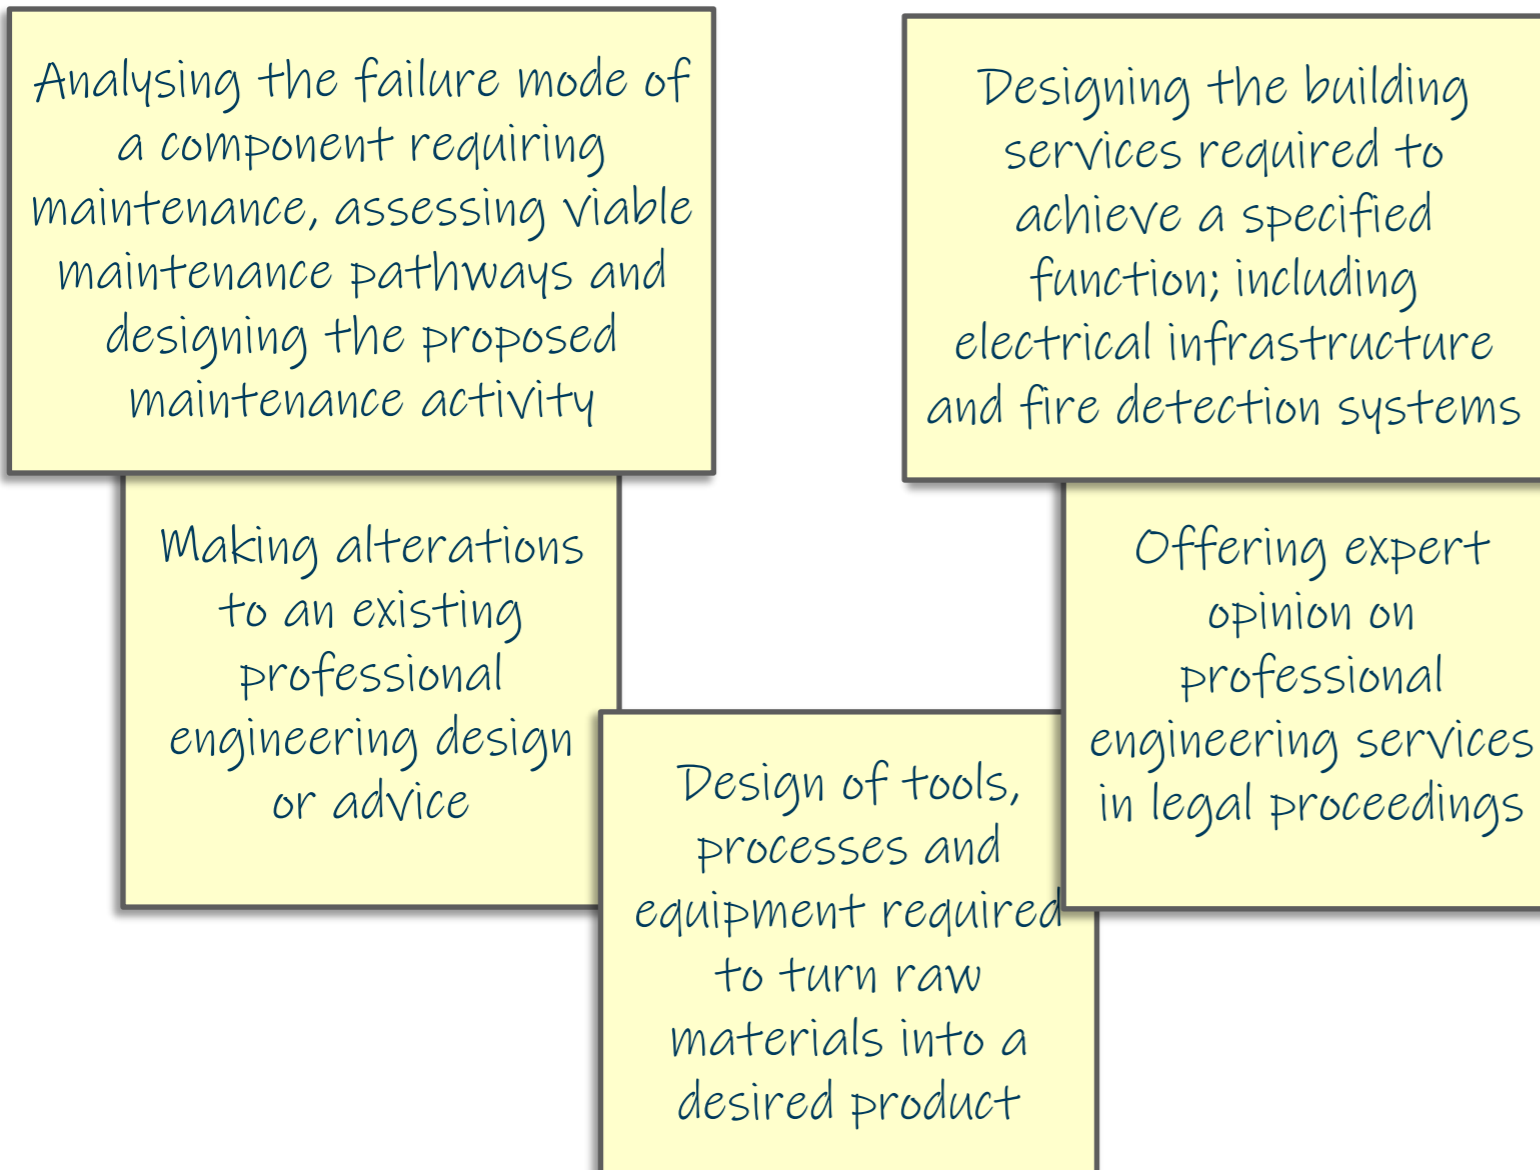 Analysing the failure mode of
a component requiring
maintenance, assessing viable
maintenance pathways and
designing the proposed
maintenance activity
Designing the building
services required to
achieve a specified
function; including
electrical infrastructure
and fire detection systems
Making alterations
to an existing
professional
engineering design
or advice
Offering expert
opinion on
professional
engineering services
in legal proceedings
Design of tools,
processes and
equipment required
to turn raw
materials into a
desired product